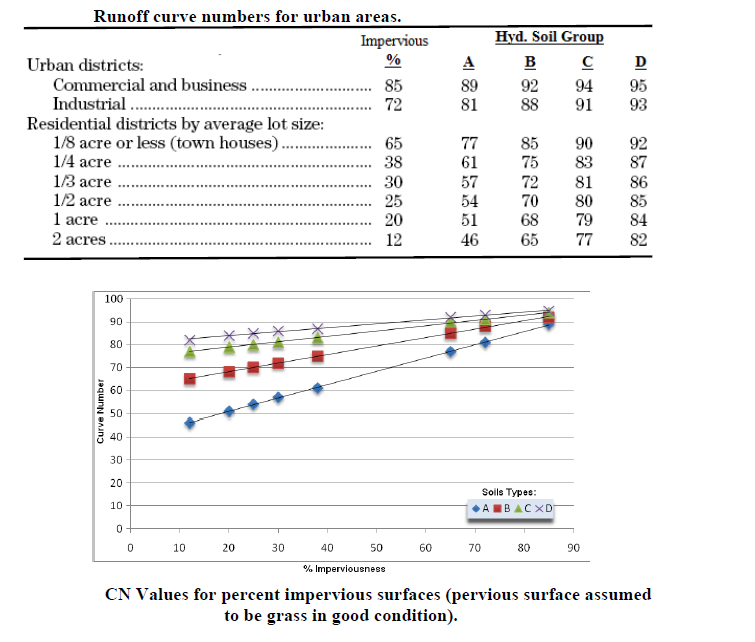 Runoff curve numbers for urban areas.
Impervious Hyd. Soil Group
Urban districts: % A B C D
Commercial and business ............................ 85 89 92 94 95
Industrial ........................................................ 72 81 88 91 93
Residential districts by average lot size:
1/8 acre or less (town houses) ..................... 65 77 85 90 92
1/4 acre .......................................................... 38 61 75 83 87
1/3 acre .......................................................... 30 57 72 81 86
1/2 acre .......................................................... 25 54 70 80 85
1 acre ............................................................. 20 51 68 79 84
2 acres ............................................................ 12 46 65 77 82
100
90
80
70
60
50
40
30
20
10
0
Curve Number
Soils Types:
A B C D
0 10 20 30 40 50 60 70 80 90
% Imperviousness
CN Values for percent impervious surfaces (pervious surface assumed
to be grass in good condition).